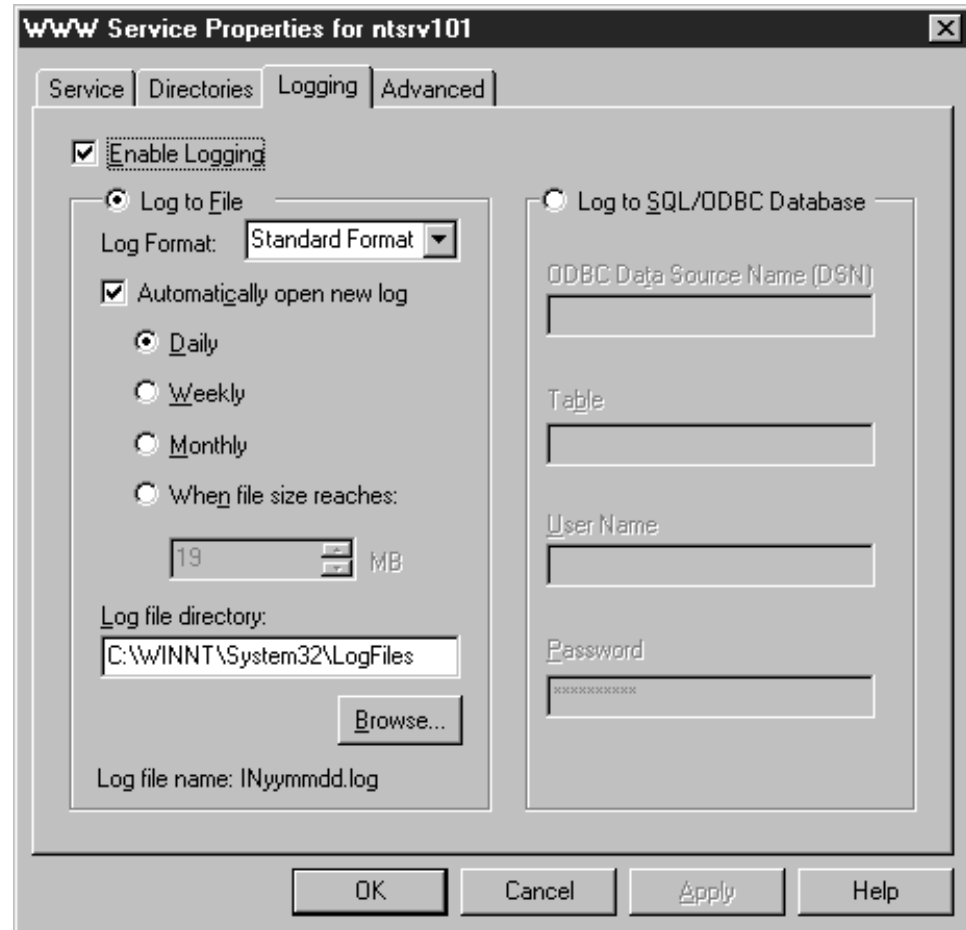 WWW Service Properties for ntsrv101
Service Directories Logging Advanced
Enable Logging
Log to File
Log Format: Standard Format
Automatically open new log
Daily
Weekly
Monthly
When file size reaches:
19 MB
Log file directory:
C:\WINNT\System32\LogFiles
Browse...
Log file name: INyymmdd.log
Log to SQL/ODBC Database
ODBC Data Source Name (DSN)
Table
User Name
Password
**********
OK Cancel Apply Help